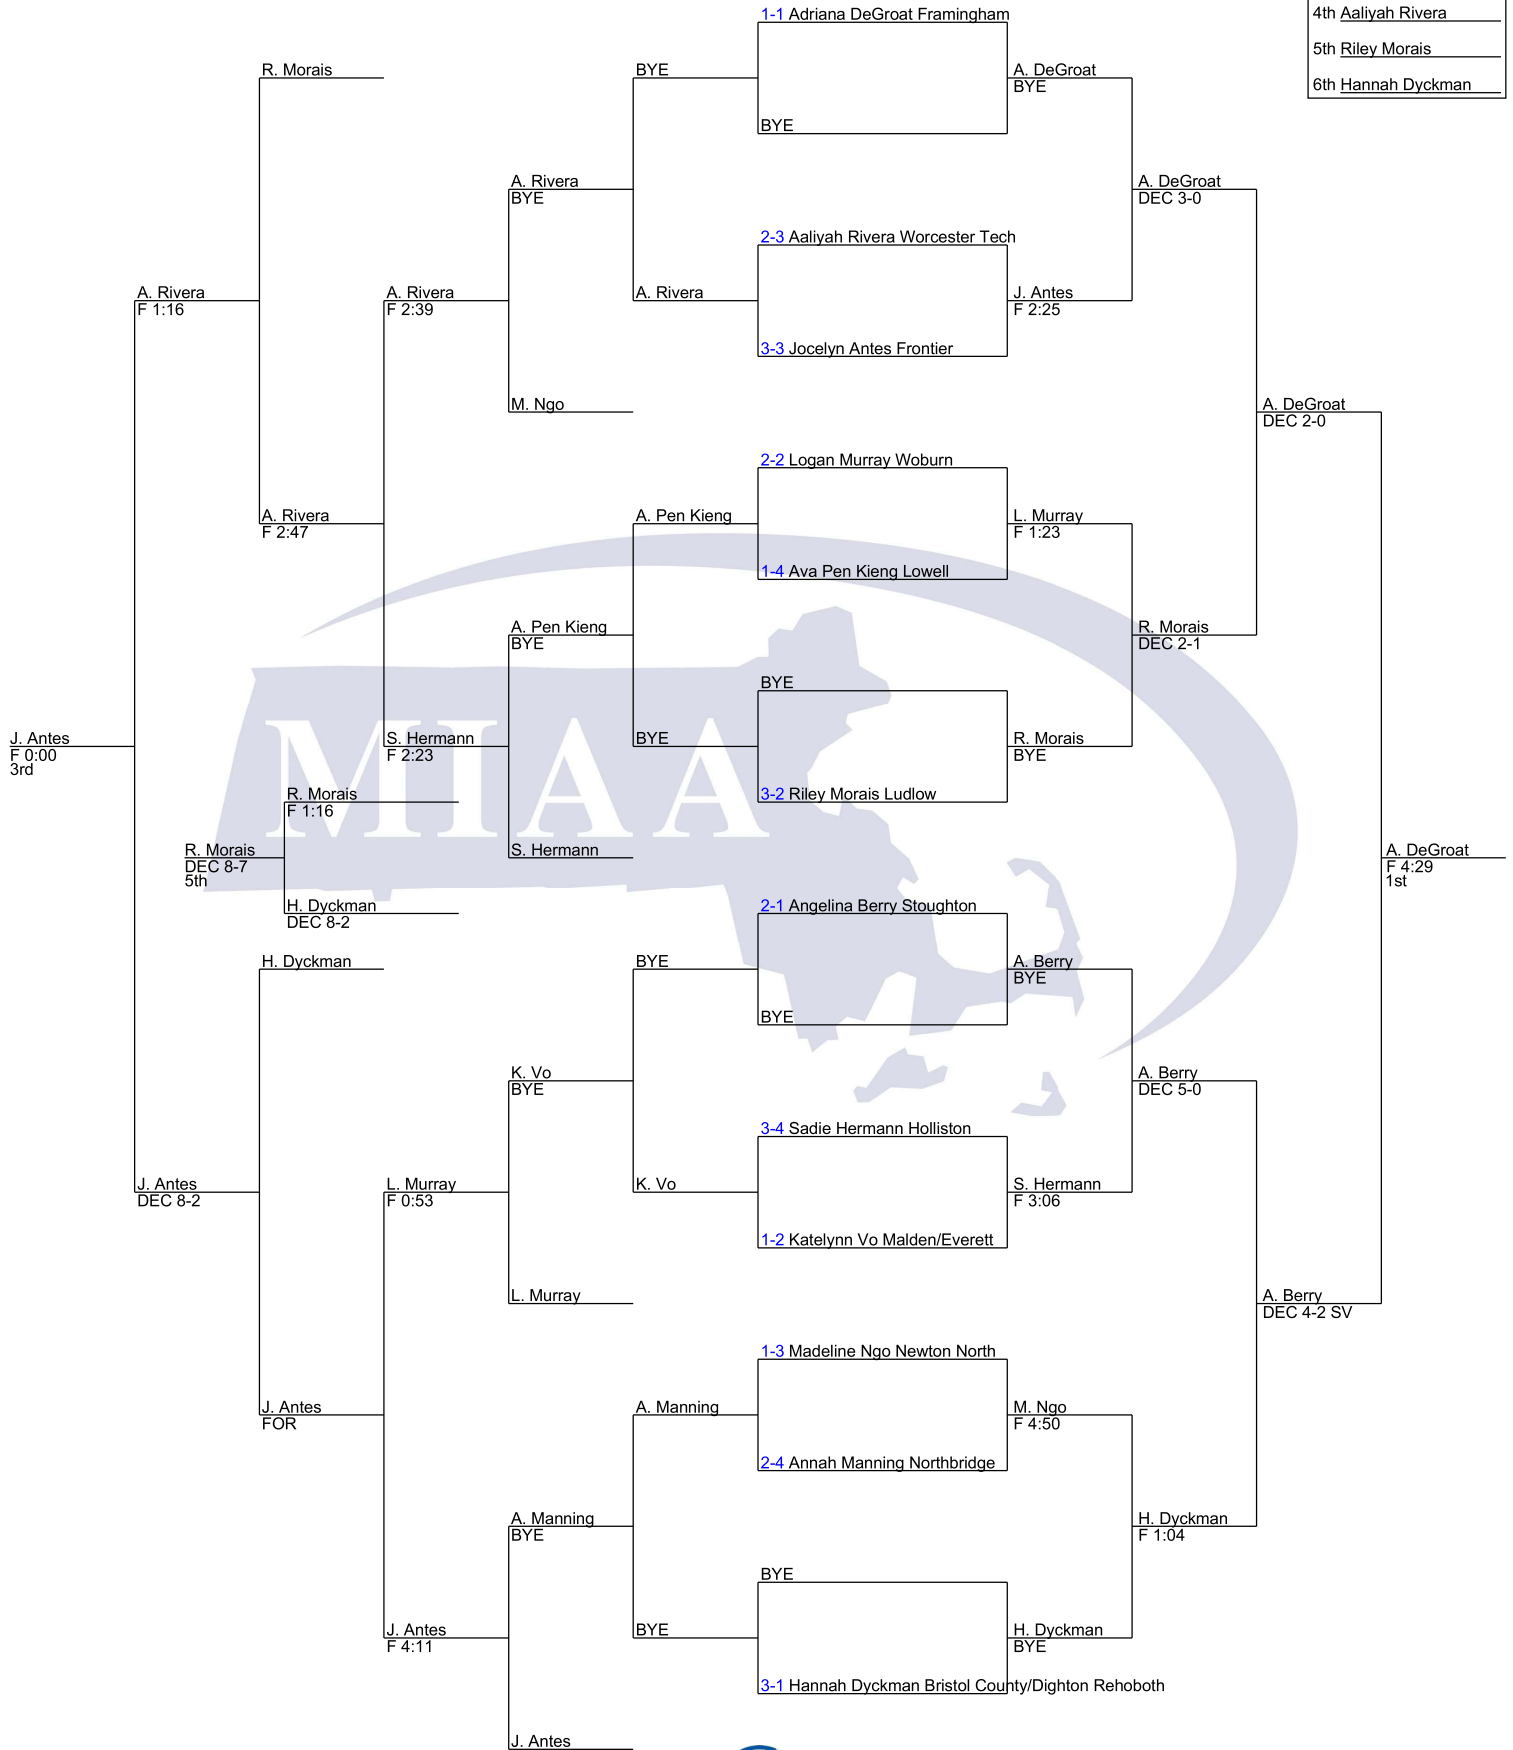 1-1 Adriana DeGroat Framingham
4th Aaliyah Rivera
5th Riley Morais
6th Hannah Dyckman
R. Morais
BYE
A. DeGroat
BYE
BYE
A. Rivera
BYE
A. DeGroat
DEC 3-0
2-3 Aaliyah Rivera Worcester Tech
A. Rivera
F 1:16
A. Rivera
F 2:39
A. Rivera
J. Antes
F 2:25
3-3 Jocelyn Antes Frontier
M. Ngo
A. DeGroat
DEC 2-0
2-2 Logan Murray Woburn
A. Rivera
F 2:47
A. Pen Kieng
L. Murray
F 1:23
1-4 Ava Pen Kieng Lowell
A. Pen Kieng
BYE
R. Morais
DEC 2-1
BYE
J. Antes
F 0:00
3rd
S. Hermann
F 2:23
BYE
R. Morais
BYE
MIAA
R. Morais
F 1:16
3-2 Riley Morais Ludlow
R. Morais
DEC 8-7
5th
S. Hermann
A. DeGroat
F 4:29
1st
H. Dyckman
DEC 8-2
2-1 Angelina Berry Stoughton
H. Dyckman
BYE
A. Berry
BYE
BYE
K. Vo
BYE
A. Berry
DEC 5-0
3-4 Sadie Hermann Holliston
J. Antes
DEC 8-2
L. Murray
F 0:53
K. Vo
S. Hermann
F 3:06
1-2 Katelynn Vo Malden/Everett
L. Murray
A. Berry
DEC 4-2 SV
1-3 Madeline Ngo Newton North
J. Antes
FOR
A. Manning
M. Ngo
F 4:50
2-4 Annah Manning Northbridge
A. Manning
BYE
H. Dyckman
F 1:04
BYE
J. Antes
F 4:11
BYE
H. Dyckman
BYE
3-1 Hannah Dyckman Bristol County/Dighton Rehoboth
J. Antes